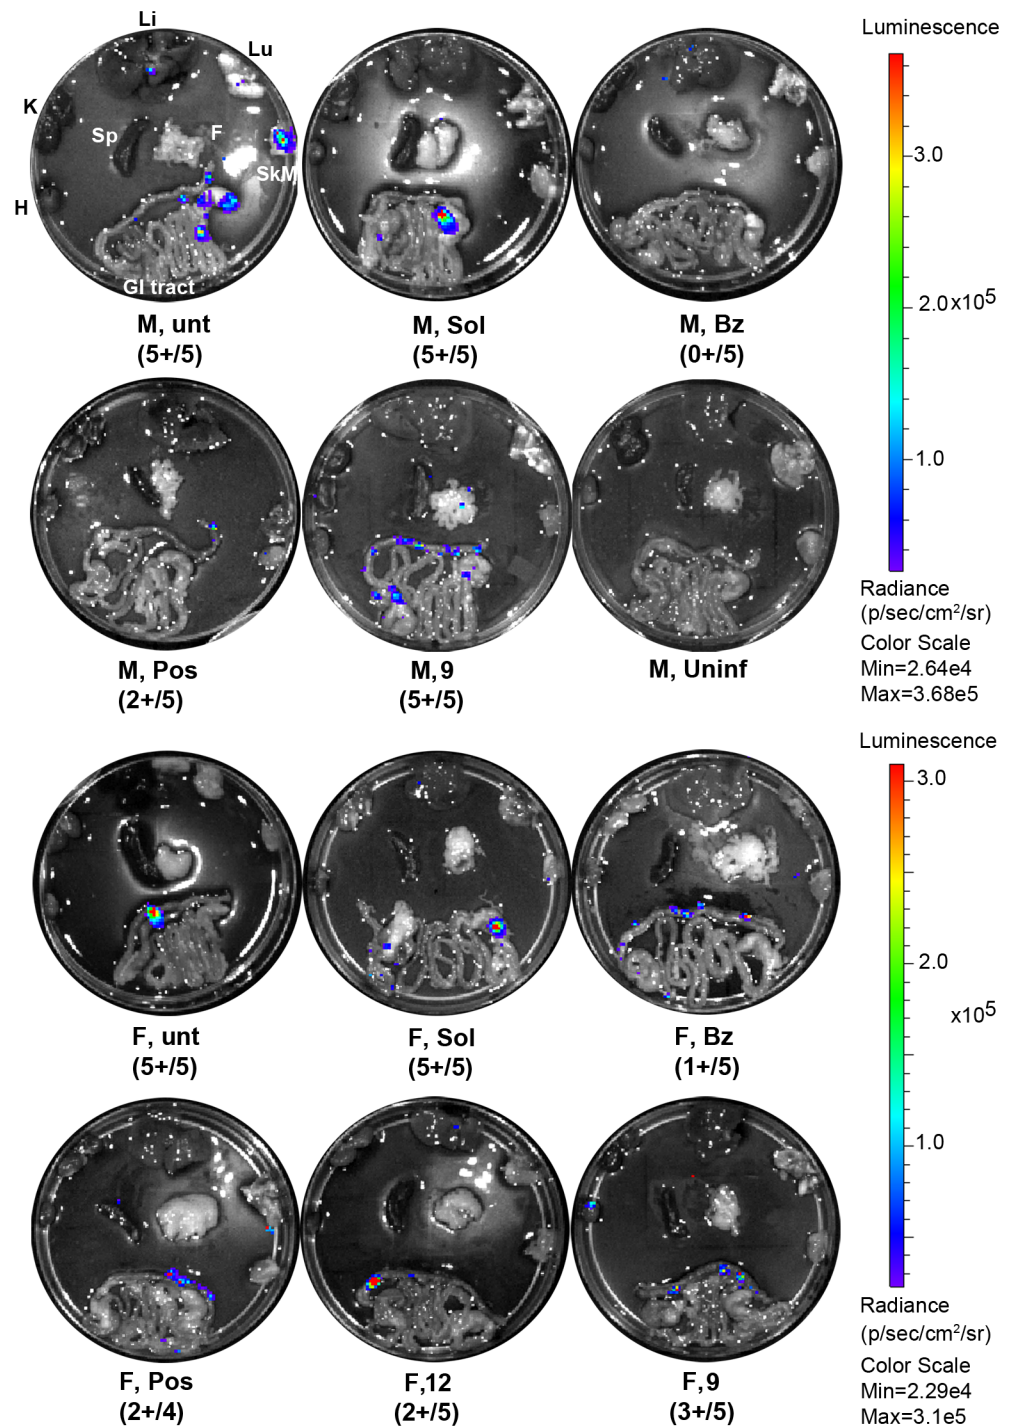 Li
Lu
K
Sp
F
SkM
H
GI tract
M, unt
(5+/5)
M, Sol
(5+/5)
M, Bz
(0+/5)
Luminescence
3.0
2.0x10⁵
1.0
Radiance
(p/sec/cm²/sr)
Color Scale
Min=2.64e4
Max=3.68e5
M, Pos
(2+/5)
M,9
(5+/5)
M, Uninf
F, unt
(5+/5)
F, Sol
(5+/5)
F, Bz
(1+/5)
Luminescence
3.0
2.0
x10⁵
1.0
Radiance
(p/sec/cm²/sr)
Color Scale
Min=2.29e4
Max=3.1e5
F, Pos
(2+/4)
F,12
(2+/5)
F,9
(3+/5)